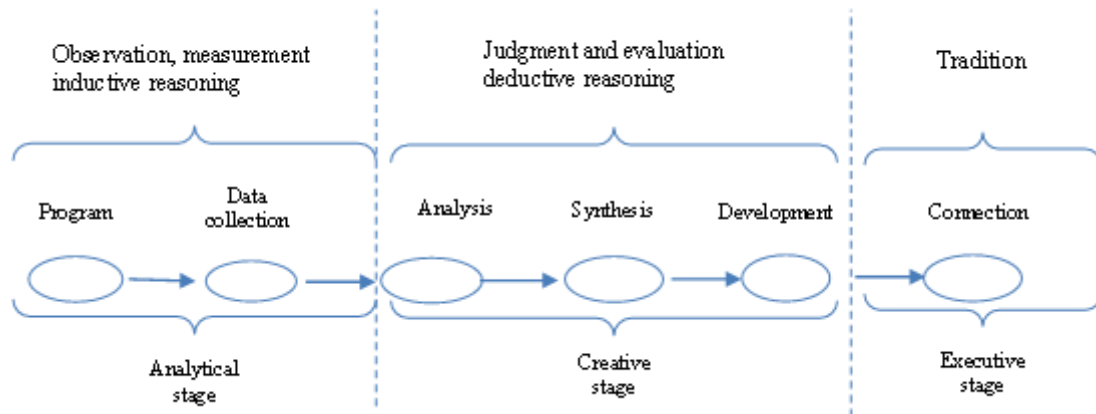 Observation, measurement
inductive reasoning
Judgment and evaluation
deductive reasoning
Tradition
Program
Data
collection
Analysis
Synthesis
Development
Connection
Analytical
stage
Creative
stage
Executive
stage